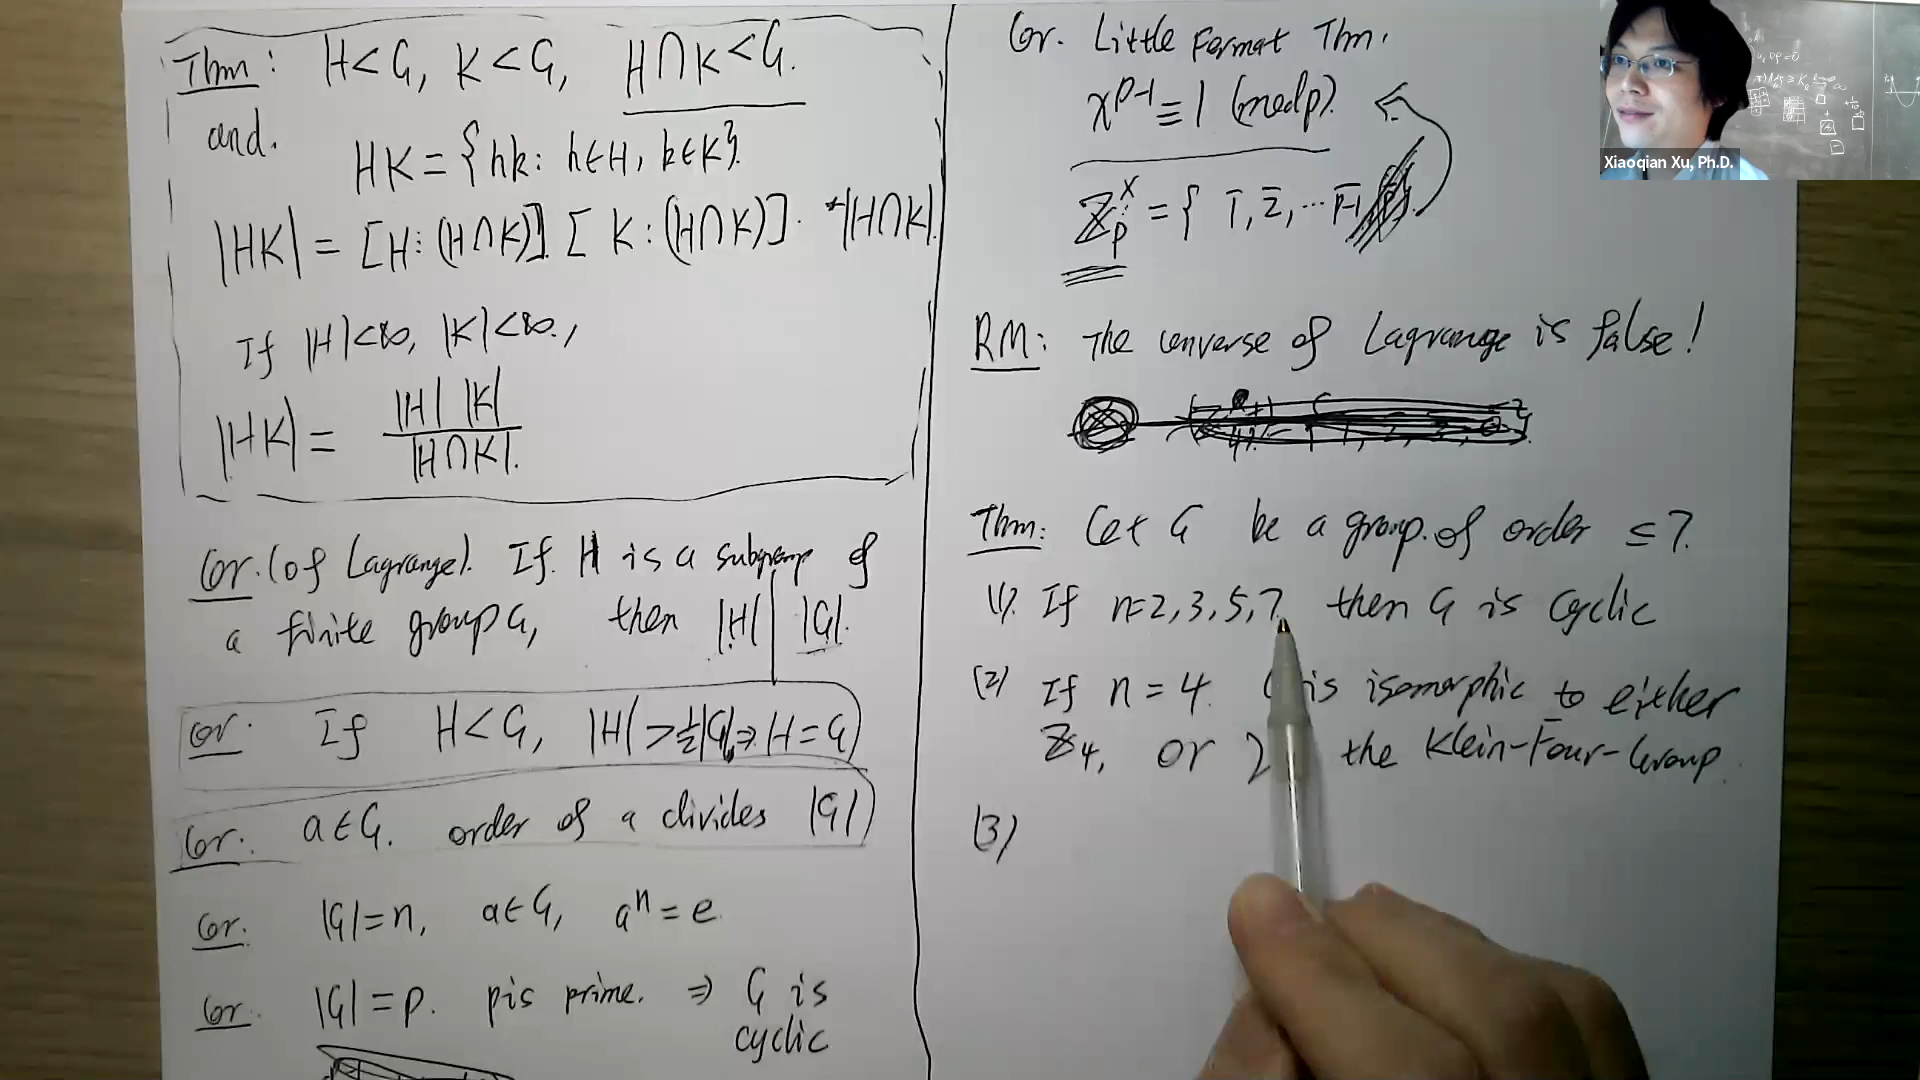 Thm: H<G, K<G, H∩K<G.
and.
HK = {hk: h∈H, k∈K}.
|HK| = [H:(H∩K)] [K:(H∩K)] · |H∩K|.
If |H|<∞, |K|<∞,
|HK| = |H| |K| / |H∩K|.
Cor. (of Lagrange). If H is a subgroup of
a finite group G, then |H| | |G|.
Cor. If H<G, |H|>½|G| ⇒ H=G
Cor. a∈G. order of a divides |G|
Cor. |G|=n, a∈G, aⁿ=e
Cor. |G|=p. p is prime. ⇒ G is
cyclic
Cor. Little Fermat Thm.
x^{p-1} ≡ 1 (mod p).
ℤ_p^× = { 1̄, 2̄, ... p-1
RM: The converse of Lagrange is false!
Thm: Let G be a group of order ≤7.
(1). If n=2,3,5,7. then G is cyclic
(2) If n=4. is isomorphic to either
ℤ₄, or the Klein-Four-Group.
(3)
Xiaoqian Xu, Ph.D.